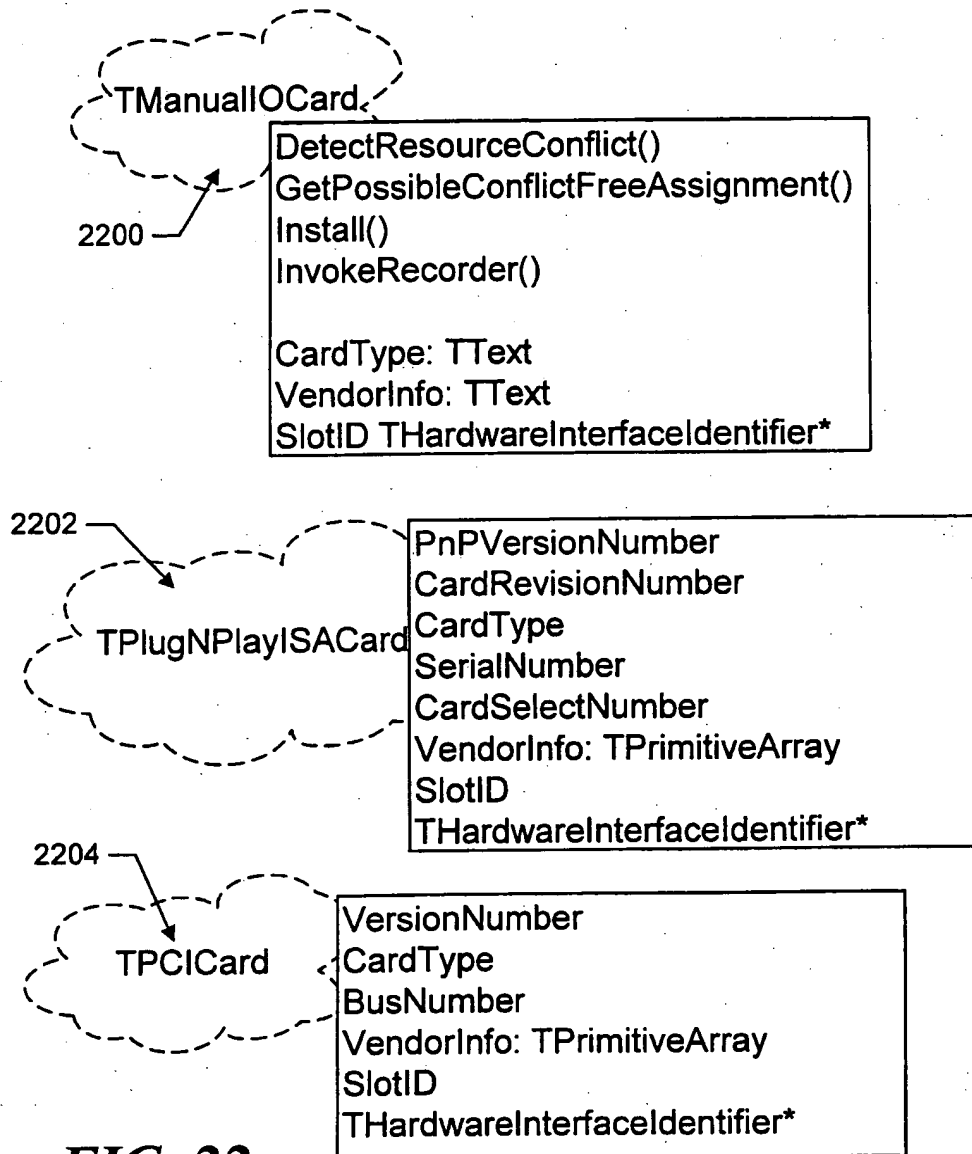 TManualIOCard
DetectResourceConflict()
GetPossibleConflictFreeAssignment()
2200
Install()
InvokeRecorder()
CardType: TText
VendorInfo: TText
SlotID THardwareInterfaceIdentifier*
2202
PnPVersionNumber
CardRevisionNumber
TPlugNPlayISACard
CardType
SerialNumber
CardSelectNumber
VendorInfo: TPrimitiveArray
SlotID
THardwareInterfaceIdentifier*
2204
VersionNumber
TPCICard
CardType
BusNumber
VendorInfo: TPrimitiveArray
SlotID
THardwareInterfaceIdentifier*